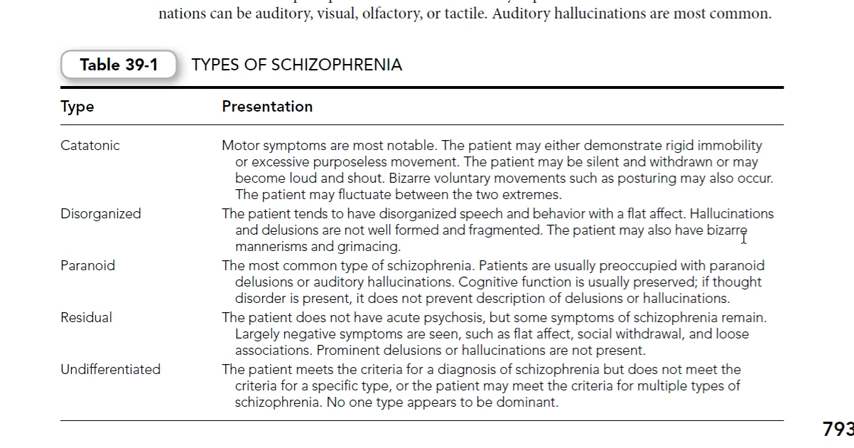 nations can be auditory, visual, olfactory, or tactile. Auditory hallucinations are most common.
Table 39-1 TYPES OF SCHIZOPHRENIA
Type Presentation
Catatonic Motor symptoms are most notable. The patient may either demonstrate rigid immobility
or excessive purposeless movement. The patient may be silent and withdrawn or may
become loud and shout. Bizarre voluntary movements such as posturing may also occur.
The patient may fluctuate between the two extremes.
Disorganized The patient tends to have disorganized speech and behavior with a flat affect. Hallucinations
and delusions are not well formed and fragmented. The patient may also have bizarre
mannerisms and grimacing.
Paranoid The most common type of schizophrenia. Patients are usually preoccupied with paranoid
delusions or auditory hallucinations. Cognitive function is usually preserved; if thought
disorder is present, it does not prevent description of delusions or hallucinations.
Residual The patient does not have acute psychosis, but some symptoms of schizophrenia remain.
Largely negative symptoms are seen, such as flat affect, social withdrawal, and loose
associations. Prominent delusions or hallucinations are not present.
Undifferentiated The patient meets the criteria for a diagnosis of schizophrenia but does not meet the
criteria for a specific type, or the patient may meet the criteria for multiple types of
schizophrenia. No one type appears to be dominant.
793